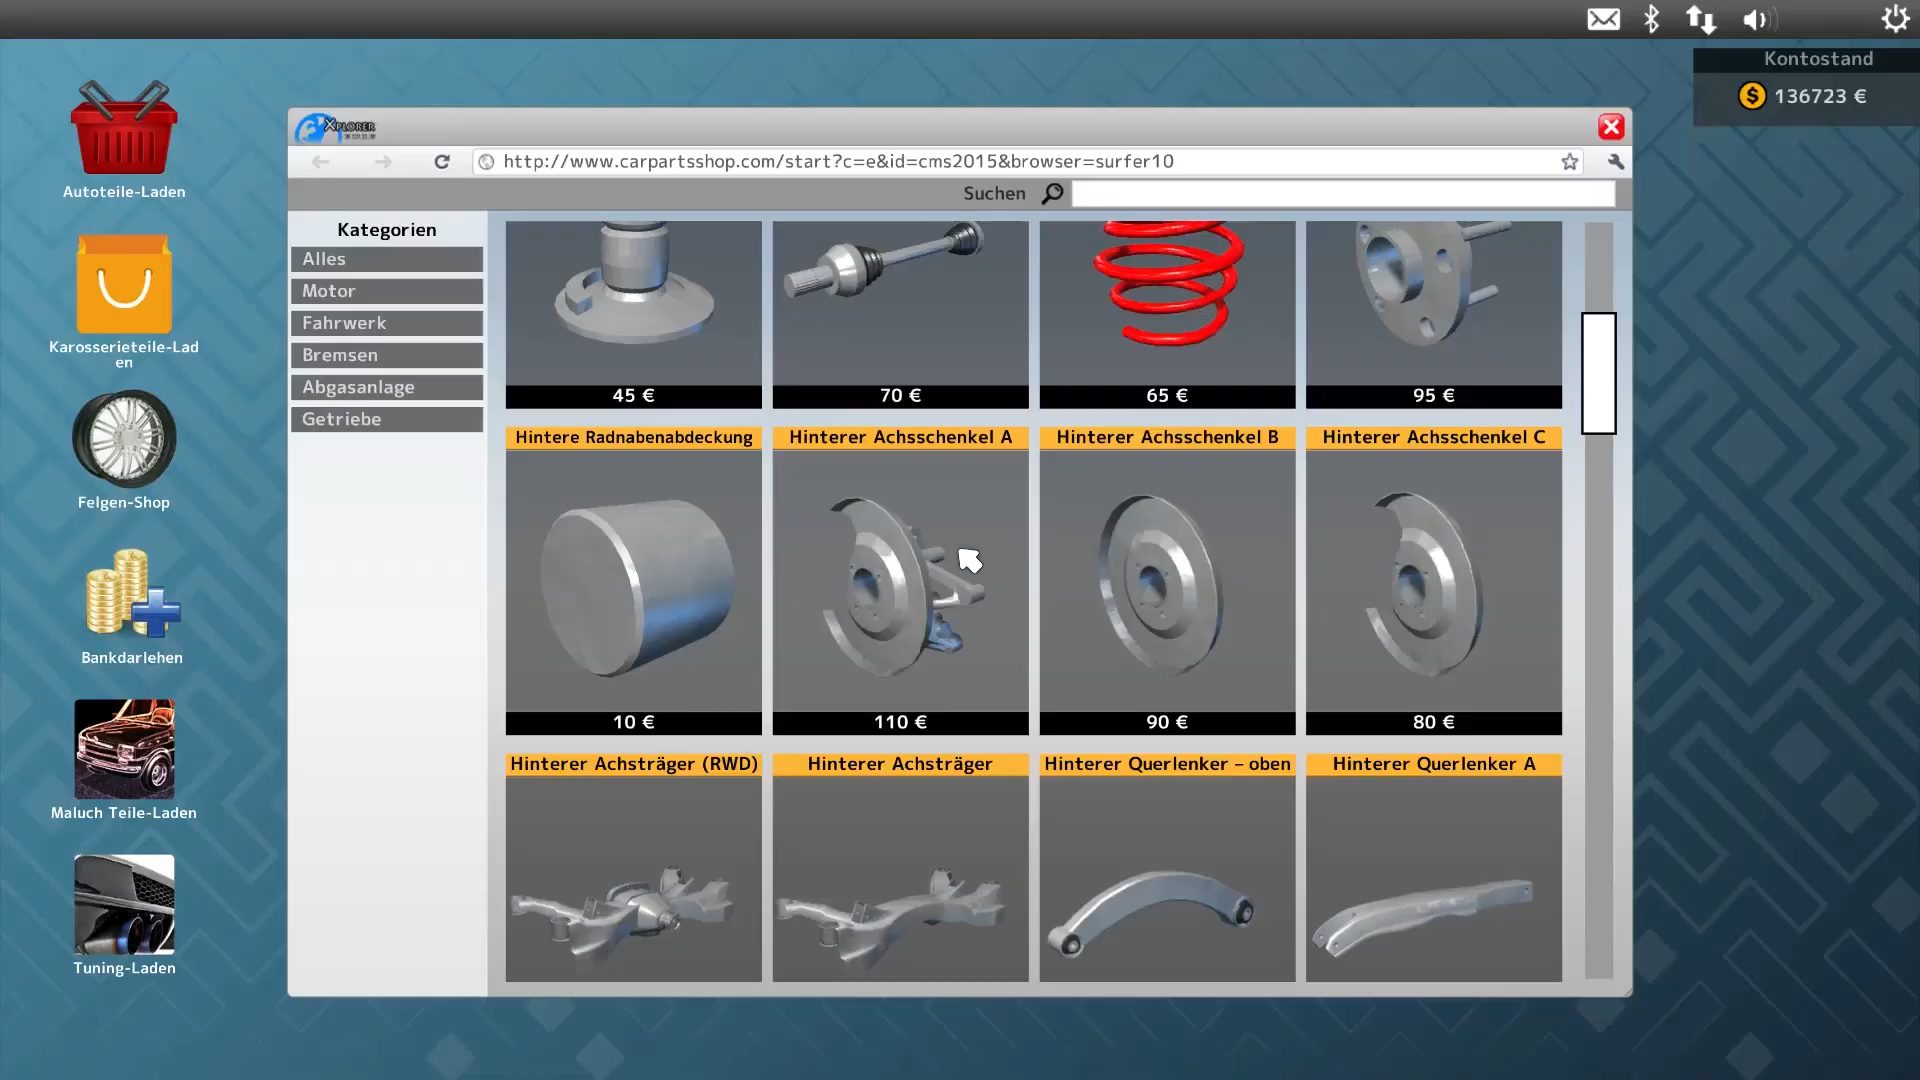 Kontostand
136723 €
Autoteile-Laden
Karosserieteile-Lad
en
Felgen-Shop
Bankdarlehen
Maluch Teile-Laden
Tuning-Laden
XPLORER
http://www.carpartsshop.com/start?c=e&id=cms2015&browser=surfer10
Suchen
Kategorien
Alles
Motor
Fahrwerk
Bremsen
Abgasanlage
Getriebe
45 €
70 €
65 €
95 €
Hintere Radnabenabdeckung
Hinterer Achsschenkel A
Hinterer Achsschenkel B
Hinterer Achsschenkel C
10 €
110 €
90 €
80 €
Hinterer Achsträger (RWD)
Hinterer Achsträger
Hinterer Querlenker – oben
Hinterer Querlenker A